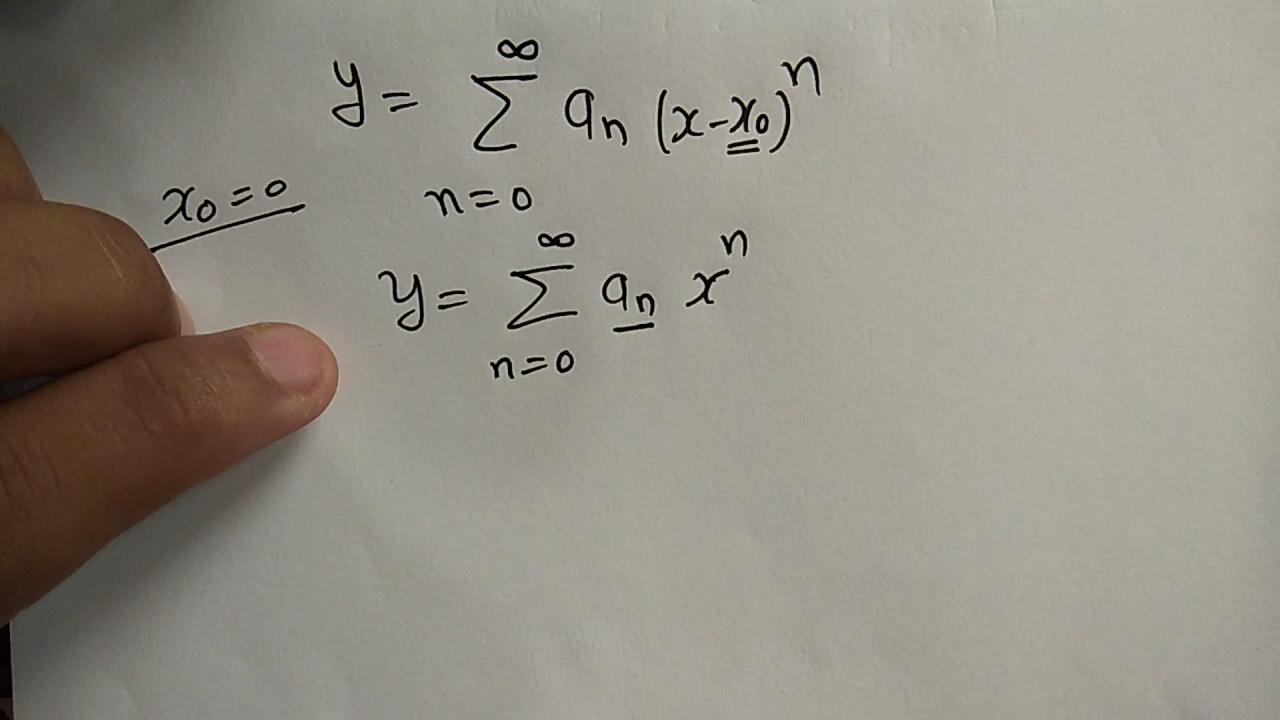 y = ∞∑n=0 aₙ (x-x₀)ⁿ
x₀ = 0
y = ∞∑n=0 aₙ xⁿ